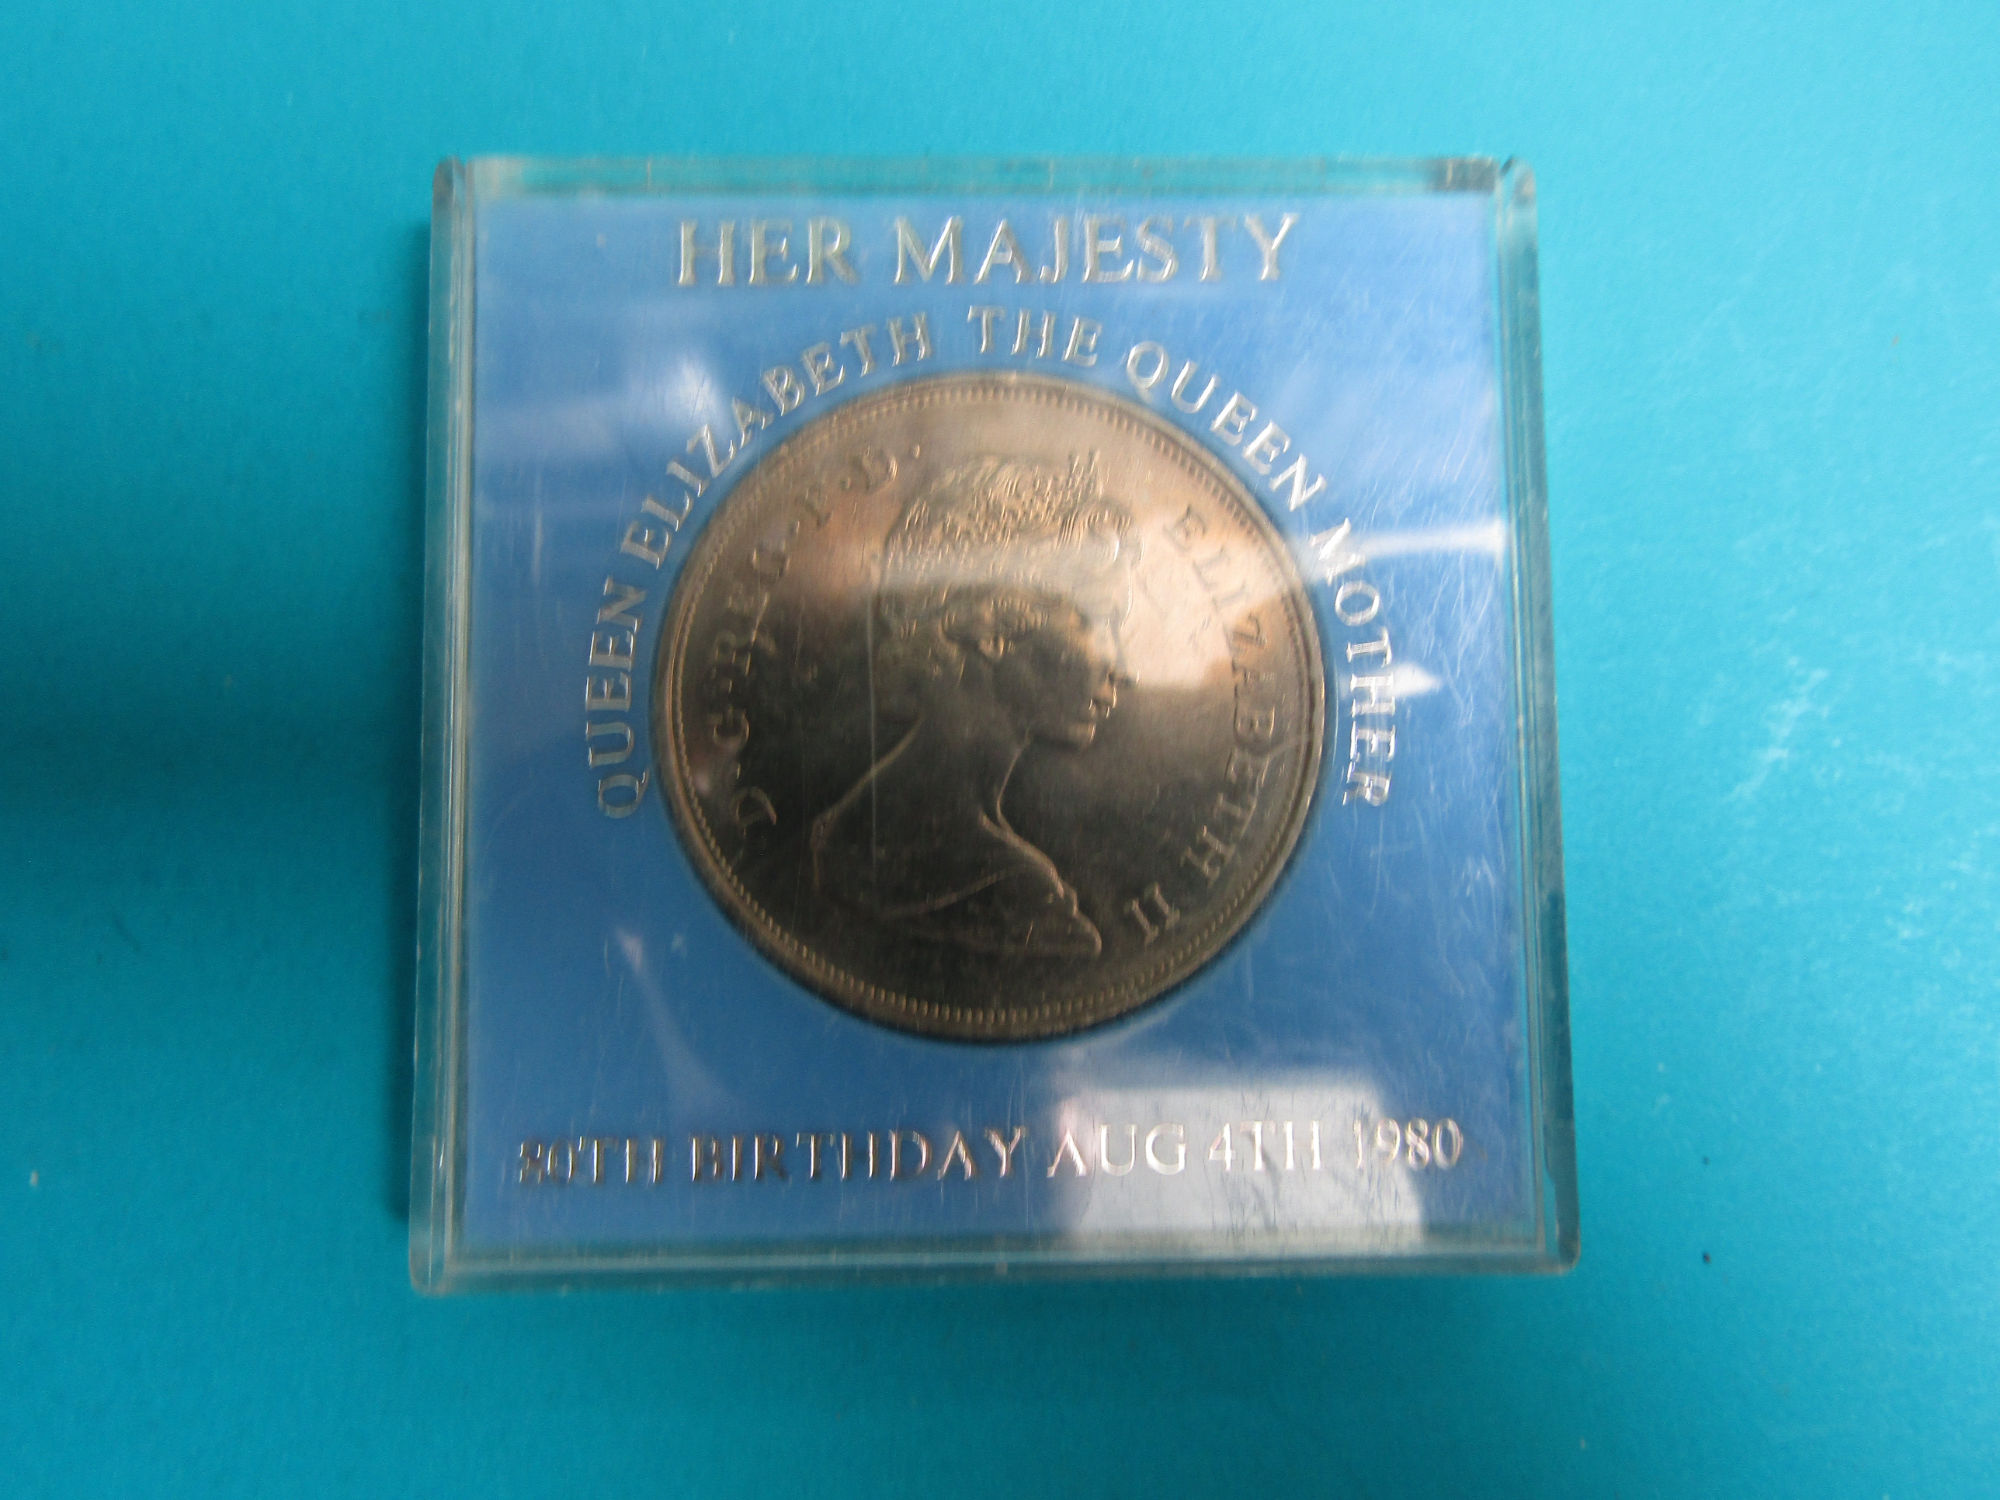 HER MAJESTY
QUEEN ELIZABETH THE QUEEN MOTHER
D·G·REG·F·D·ELIZABETH II
80TH BIRTHDAY AUG 4TH 1980